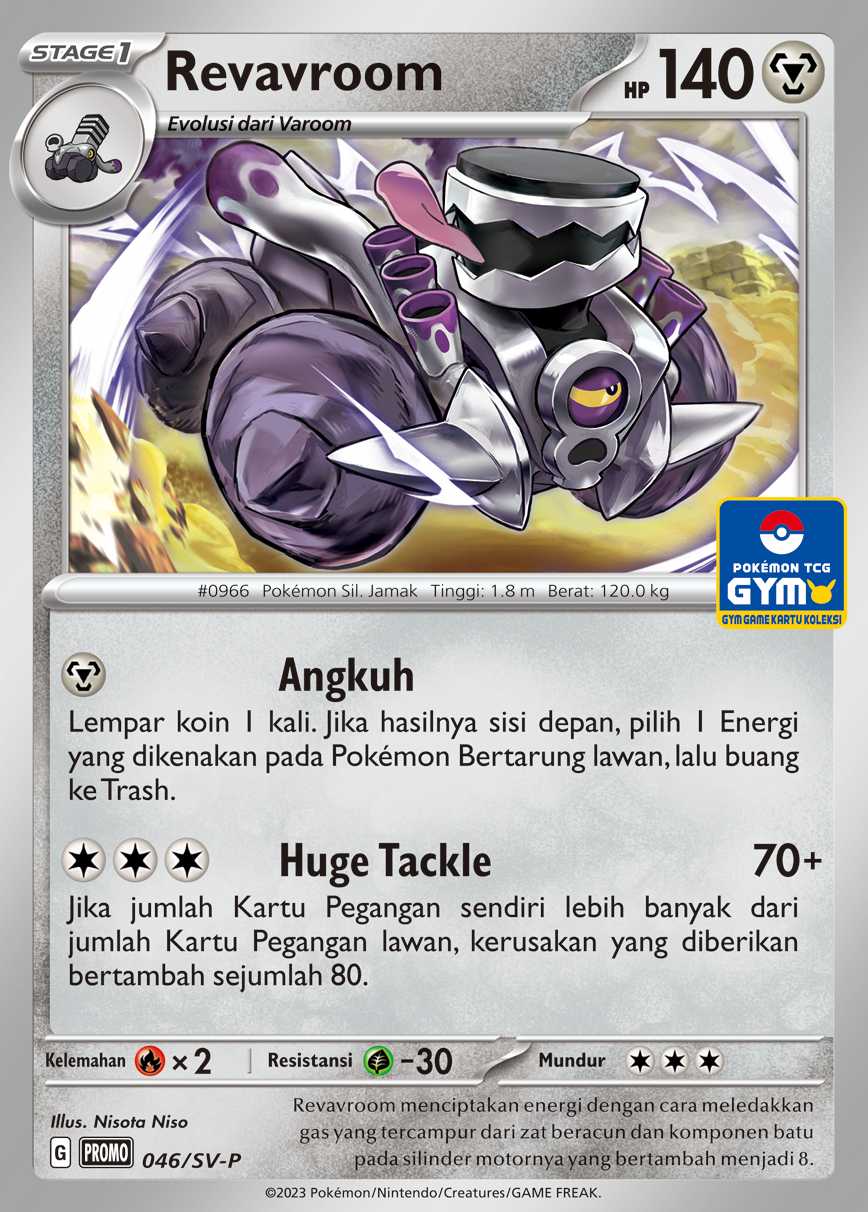 STAGE1
Revavroom
HP 140
Evolusi dari Varoom
#0966 Pokémon Sil. Jamak Tinggi: 1.8 m Berat: 120.0 kg
POKÉMON TCG
GYM
GYM GAME KARTU KOLEKSI
Angkuh
Lempar koin 1 kali. Jika hasilnya sisi depan, pilih 1 Energi
yang dikenakan pada Pokémon Bertarung lawan, lalu buang
ke Trash.
Huge Tackle 70+
Jika jumlah Kartu Pegangan sendiri lebih banyak dari
jumlah Kartu Pegangan lawan, kerusakan yang diberikan
bertambah sejumlah 80.
Kelemahan ×2 Resistansi -30 Mundur
Illus. Nisota Niso
G PROMO 046/SV-P
Revavroom menciptakan energi dengan cara meledakkan
gas yang tercampur dari zat beracun dan komponen batu
pada silinder motornya yang bertambah menjadi 8.
©2023 Pokémon/Nintendo/Creatures/GAME FREAK.